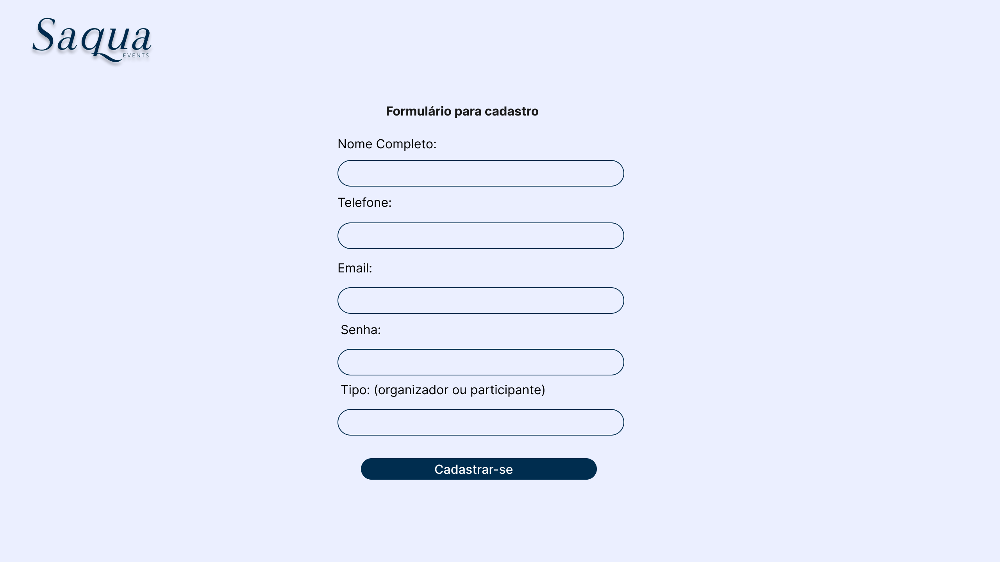 Saqua
EVENTS
Formulário para cadastro
Nome Completo:
Telefone:
Email:
Senha:
Tipo: (organizador ou participante)
Cadastrar-se